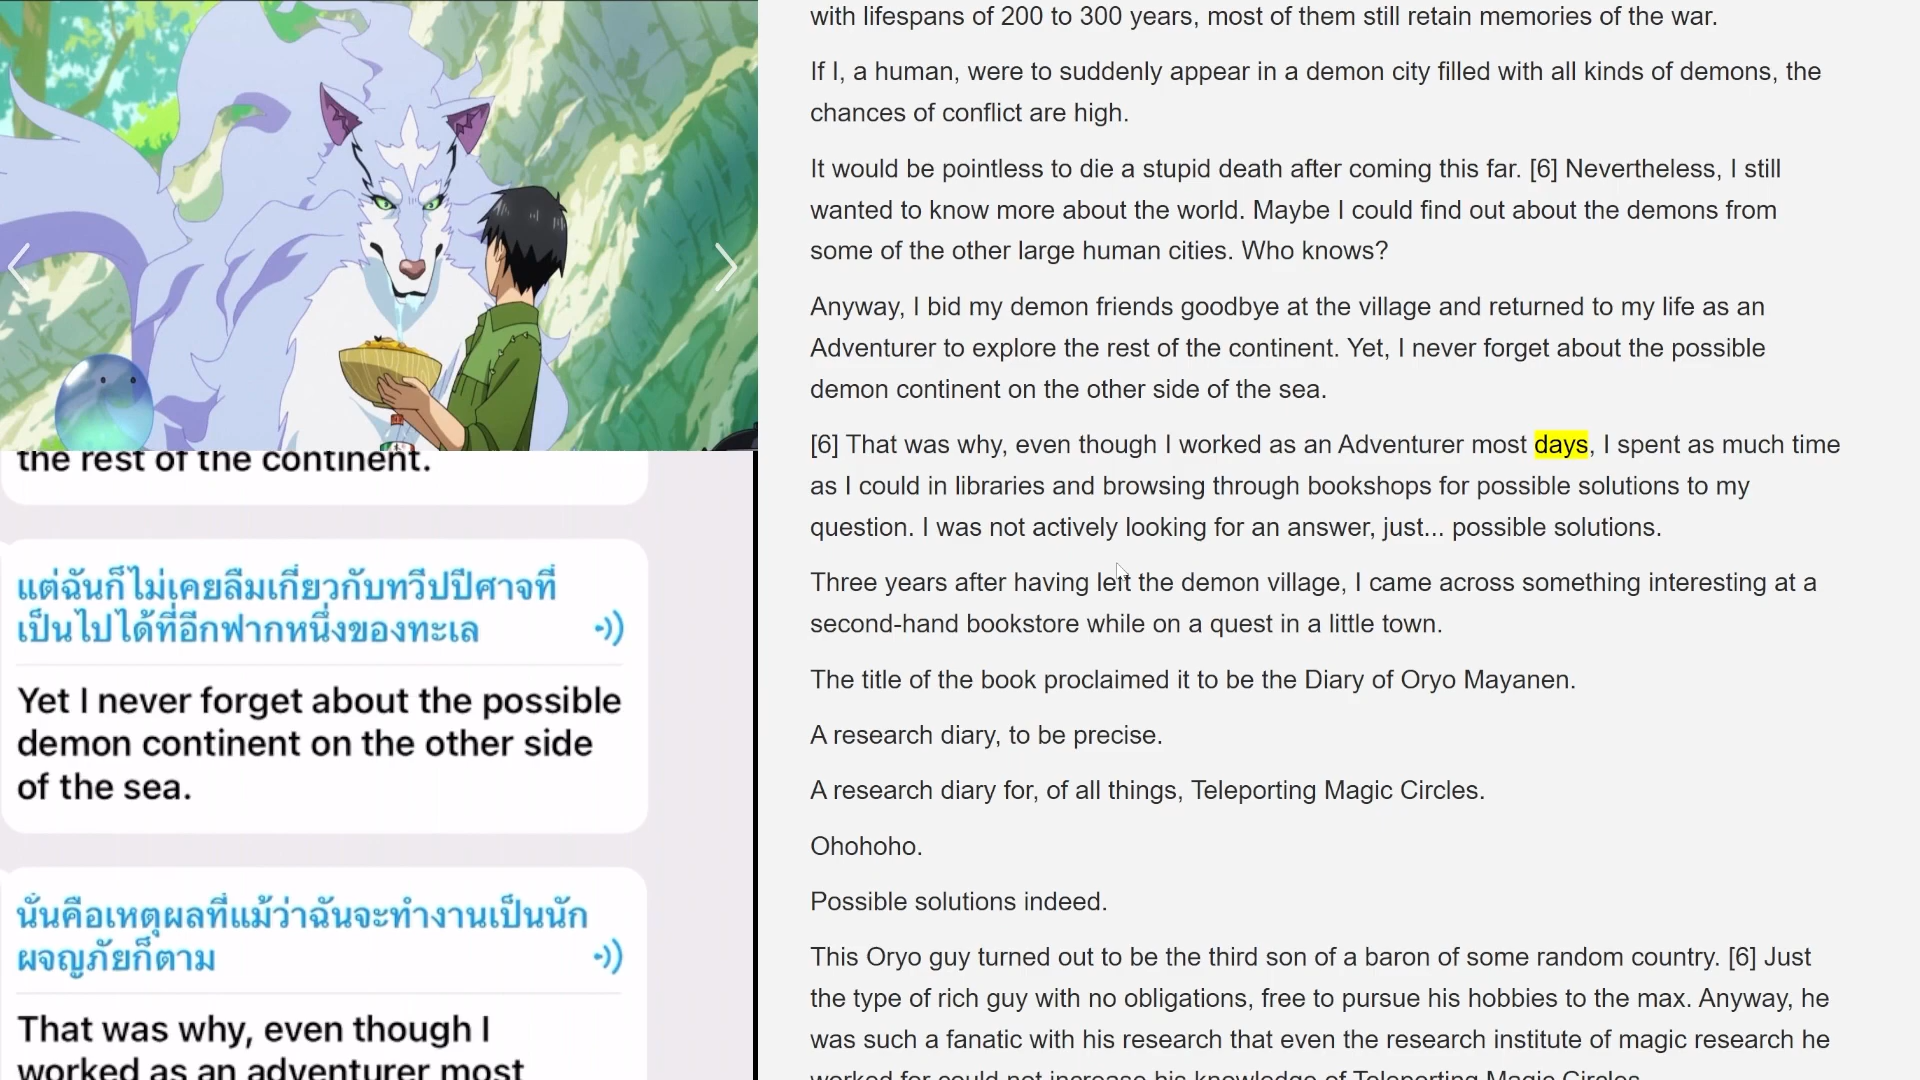 the rest of the continent.
แต่ฉันก็ไม่เคยลืมเกี่ยวกับทวีปปีศาจที่
เป็นไปได้ที่อีกฟากหนึ่งของทะเล
Yet I never forget about the possible
demon continent on the other side
of the sea.
นั่นคือเหตุผลที่แม้ว่าฉันจะทำงานเป็นนัก
ผจญภัยก็ตาม
That was why, even though I
worked as an adventurer most
with lifespans of 200 to 300 years, most of them still retain memories of the war.
If I, a human, were to suddenly appear in a demon city filled with all kinds of demons, the
chances of conflict are high.
It would be pointless to die a stupid death after coming this far. [6] Nevertheless, I still
wanted to know more about the world. Maybe I could find out about the demons from
some of the other large human cities. Who knows?
Anyway, I bid my demon friends goodbye at the village and returned to my life as an
Adventurer to explore the rest of the continent. Yet, I never forget about the possible
demon continent on the other side of the sea.
[6] That was why, even though I worked as an Adventurer most days, I spent as much time
as I could in libraries and browsing through bookshops for possible solutions to my
question. I was not actively looking for an answer, just... possible solutions.
Three years after having left the demon village, I came across something interesting at a
second-hand bookstore while on a quest in a little town.
The title of the book proclaimed it to be the Diary of Oryo Mayanen.
A research diary, to be precise.
A research diary for, of all things, Teleporting Magic Circles.
Ohohoho.
Possible solutions indeed.
This Oryo guy turned out to be the third son of a baron of some random country. [6] Just
the type of rich guy with no obligations, free to pursue his hobbies to the max. Anyway, he
was such a fanatic with his research that even the research institute of magic research he
worked for could not increase his knowledge of Teleporting Magic Circles.